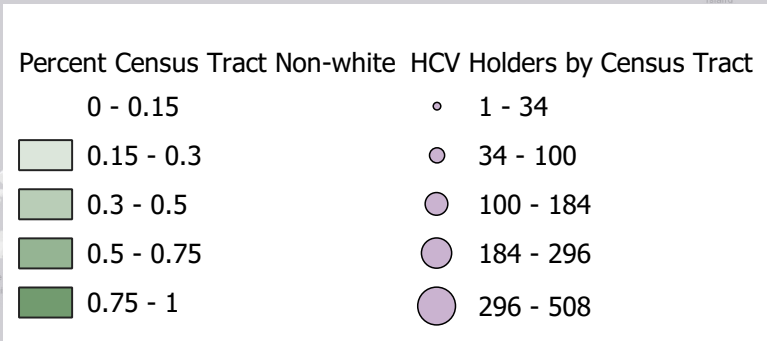 Percent Census Tract Non-white HCV Holders by Census Tract
0 - 0.15 1 - 34
0.15 - 0.3 34 - 100
0.3 - 0.5 100 - 184
0.5 - 0.75 184 - 296
0.75 - 1 296 - 508